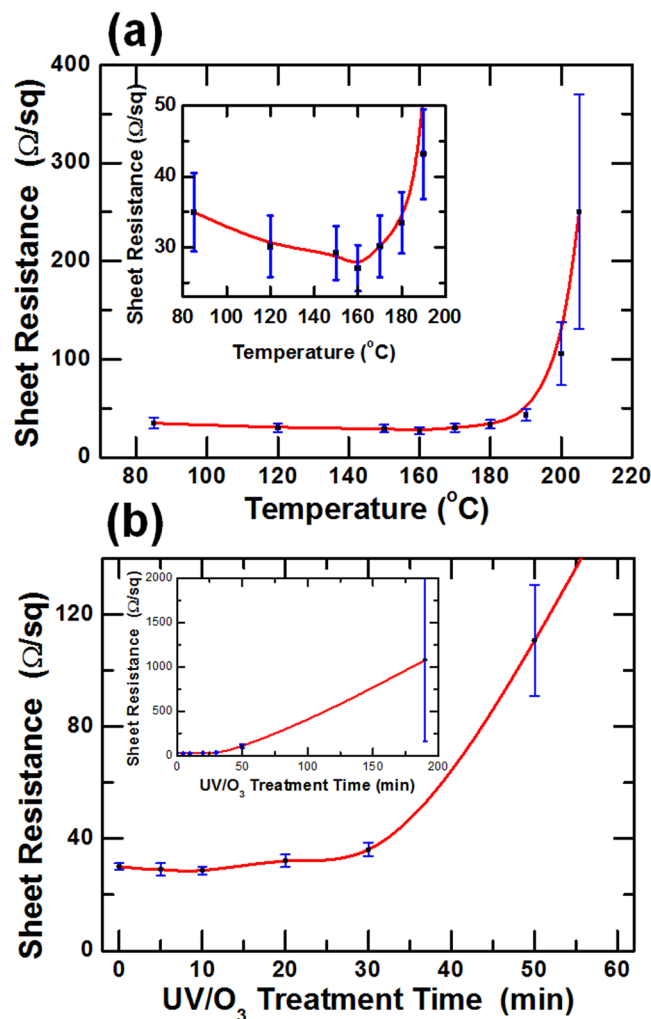 (a)
Sheet Resistance (Ω/sq)
400
300
200
100
0
80 100 120 140 160 180 200 220
Temperature (°C)
Sheet Resistance (Ω/sq)
50
40
30
80 100 120 140 160 180 200
Temperature (°C)
(b)
Sheet Resistance (Ω/sq)
120
80
40
0
0 10 20 30 40 50 60
UV/O₃ Treatment Time (min)
Sheet Resistance (Ω/sq)
2000
1500
1000
500
0
0 50 100 150 200
UV/O₃ Treatment Time (min)